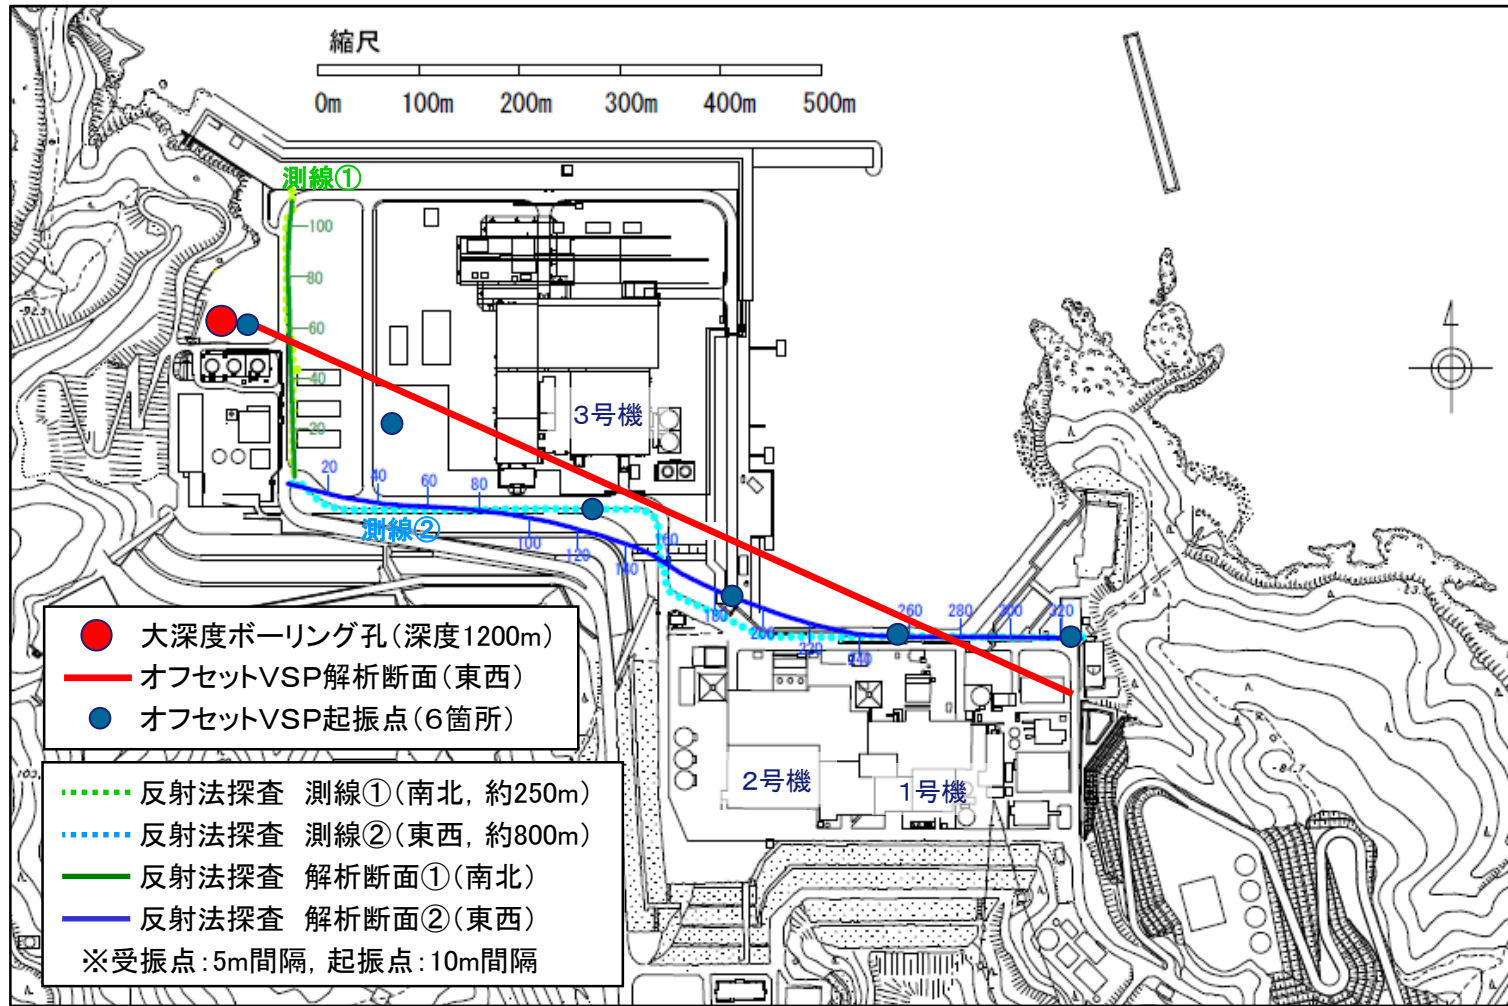 縮尺
0m 100m 200m 300m 400m 500m
測線①
100
80
60
40
20
3号機
20 40 60 80
測線②
100 120 140 160
180 200 220 240 260 280 300 320
2号機
1号機
-92.3
-84.7
大深度ボーリング孔(深度1200m)
オフセットVSP解析断面(東西)
オフセットVSP起振点(6箇所)
反射法探査 測線①(南北, 約250m)
反射法探査 測線②(東西, 約800m)
反射法探査 解析断面①(南北)
反射法探査 解析断面②(東西)
※受振点:5m間隔, 起振点:10m間隔